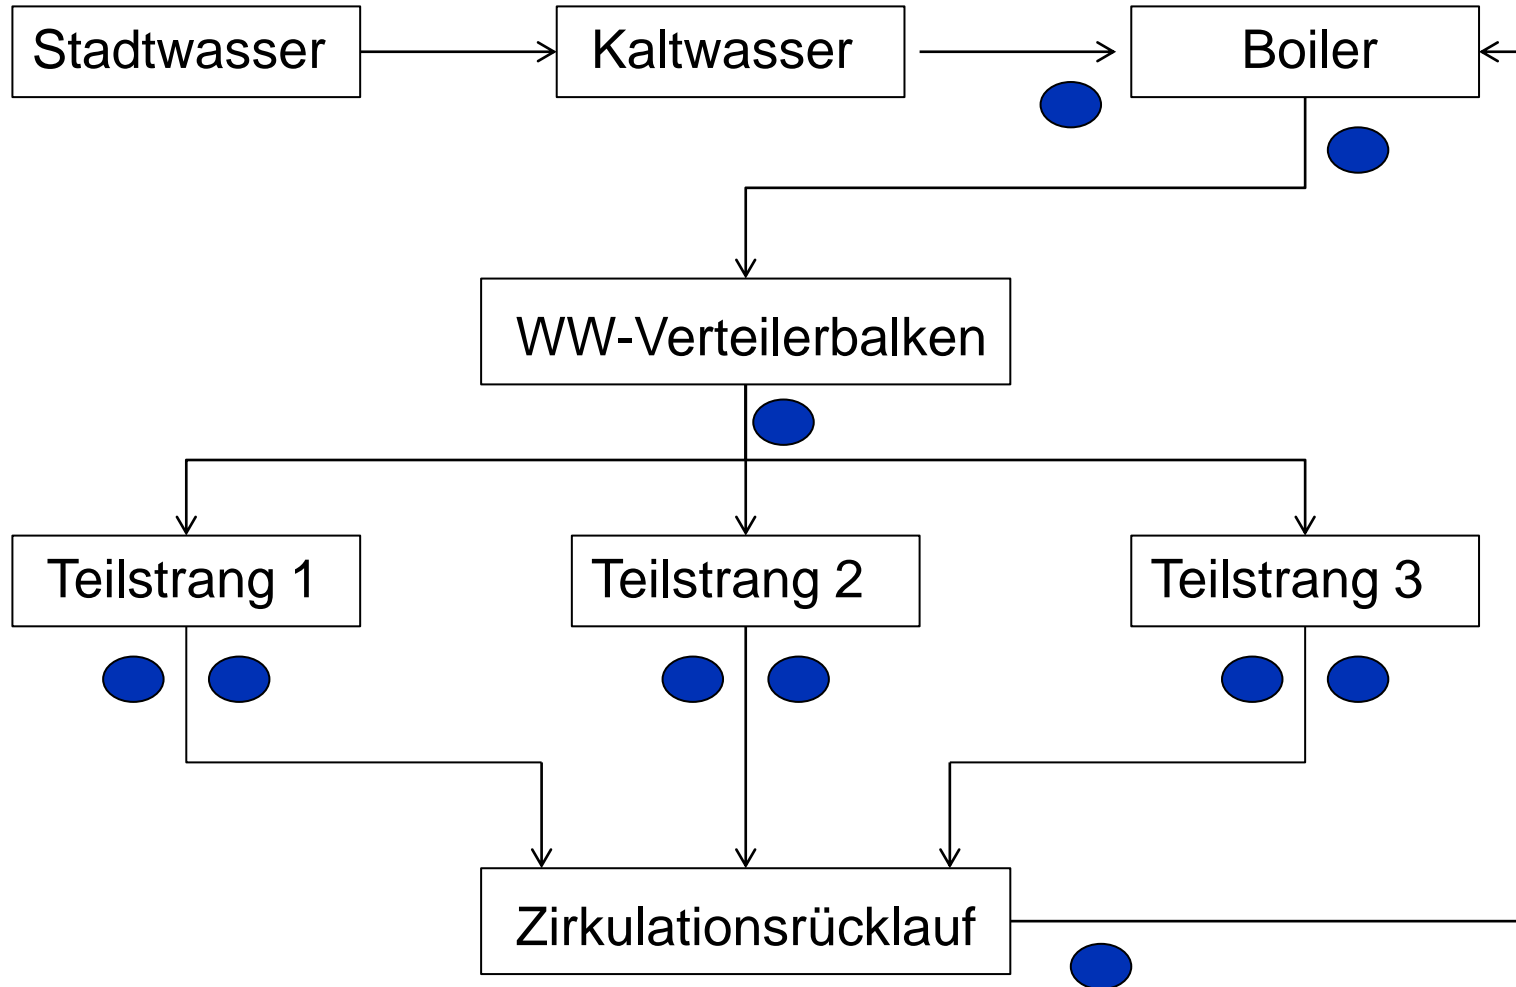 Stadtwasser
Kaltwasser
Boiler
WW-Verteilerbalken
Teilstrang 1
Teilstrang 2
Teilstrang 3
Zirkulationsrücklauf